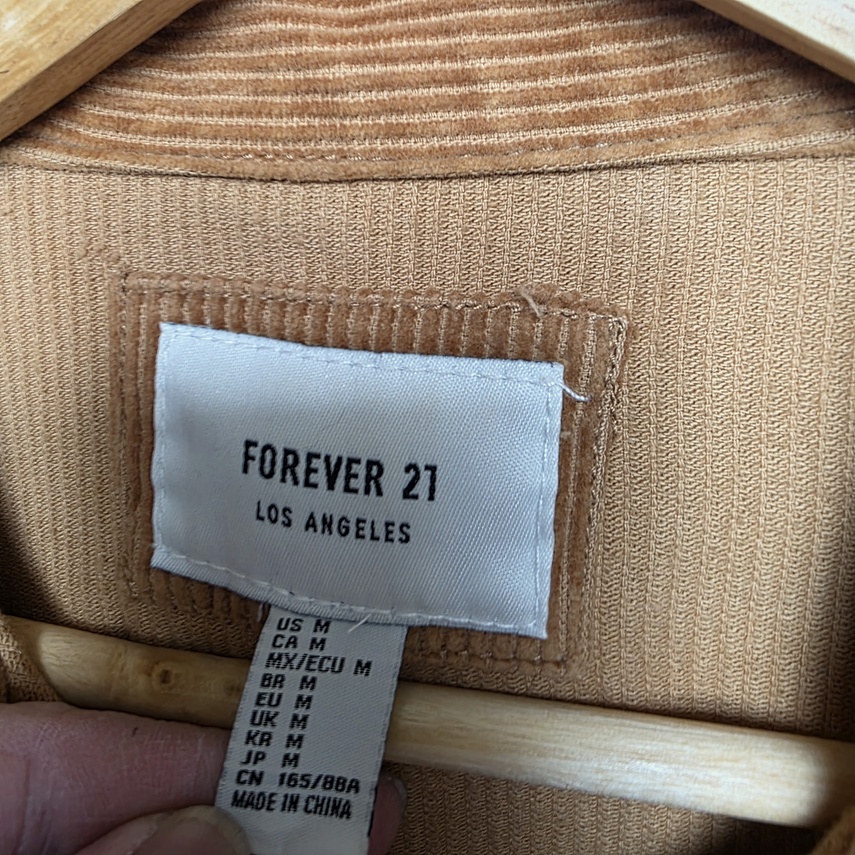 FOREVER 21
LOS ANGELES
US M
CA M
MX/ECU M
BR M
EU M
UK M
KR M
JP M
CN 165/88A
MADE IN CHINA